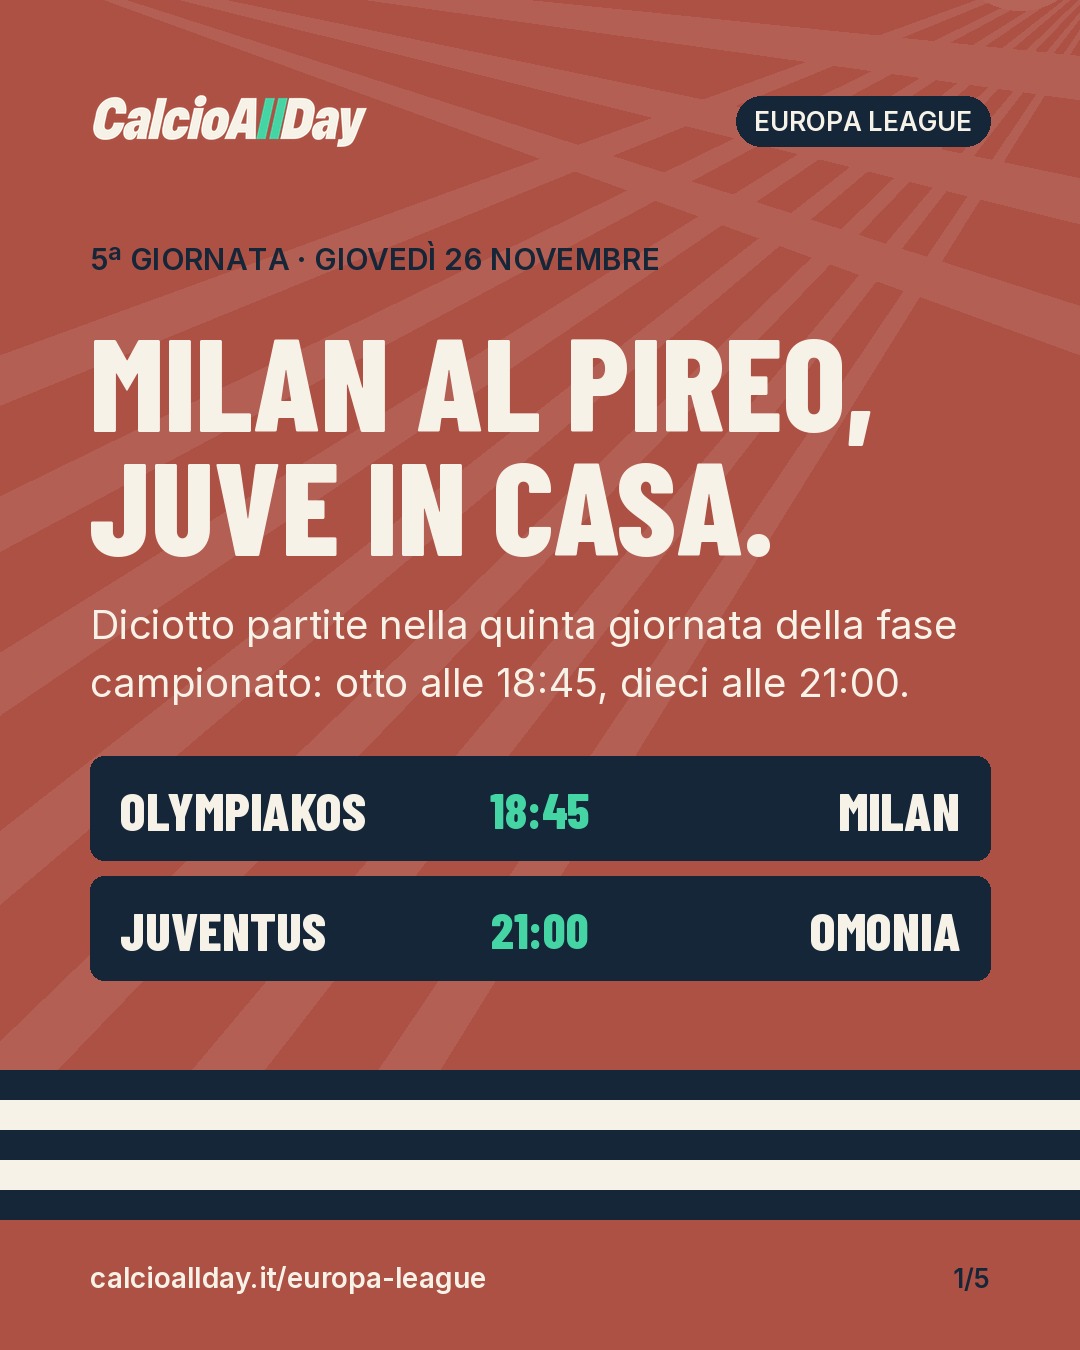 CalcioAllDay
EUROPA LEAGUE
5ª GIORNATA · GIOVEDÌ 26 NOVEMBRE
MILAN AL PIREO,
JUVE IN CASA.
Diciotto partite nella quinta giornata della fase
campionato: otto alle 18:45, dieci alle 21:00.
OLYMPIAKOS 18:45 MILAN
JUVENTUS 21:00 OMONIA
calcioallday.it/europa-league
1/5